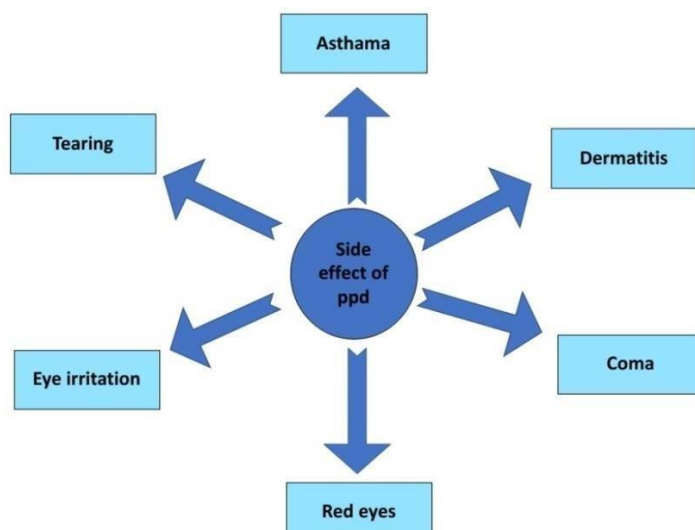 Asthama
Tearing
Dermatitis
Side
effect of
ppd
Eye irritation
Coma
Red eyes